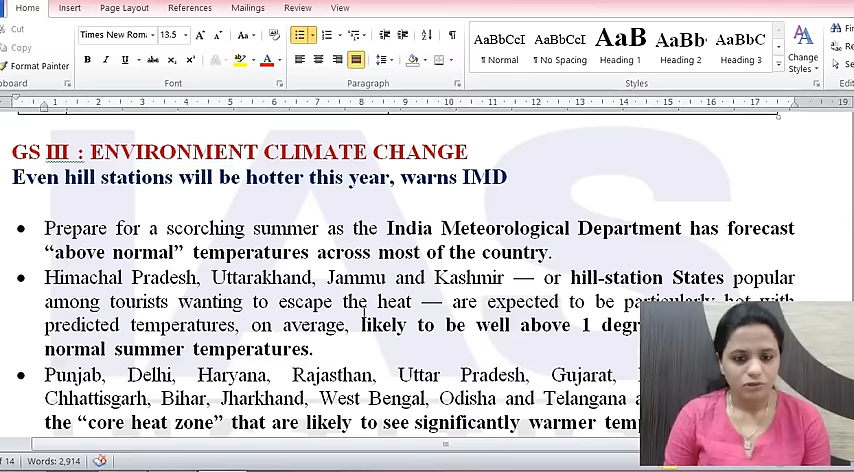 Home Insert Page Layout References Mailings Review View
Cut
Copy
Format Painter
Times New Rom 13.5
AaBbCcI AaBbCcI AaB AaBb AaBbC
¶ Normal ¶ No Spacing Heading 1 Heading 2 Heading 3
Change
Styles
Font Paragraph Styles
GS III : ENVIRONMENT CLIMATE CHANGE
Even hill stations will be hotter this year, warns IMD
• Prepare for a scorching summer as the India Meteorological Department has forecast
“above normal” temperatures across most of the country.
• Himachal Pradesh, Uttarakhand, Jammu and Kashmir — or hill-station States popular
among tourists wanting to escape the heat — are expected to be particularly hot with
predicted temperatures, on average, likely to be well above 1
normal summer temperatures.
• Punjab, Delhi, Haryana, Rajasthan, Uttar Pradesh, Gujarat,
Chhattisgarh, Bihar, Jharkhand, West Bengal, Odisha and Telangana
the “core heat zone” that are likely to see significantly warmer
of 14 Words: 2,914